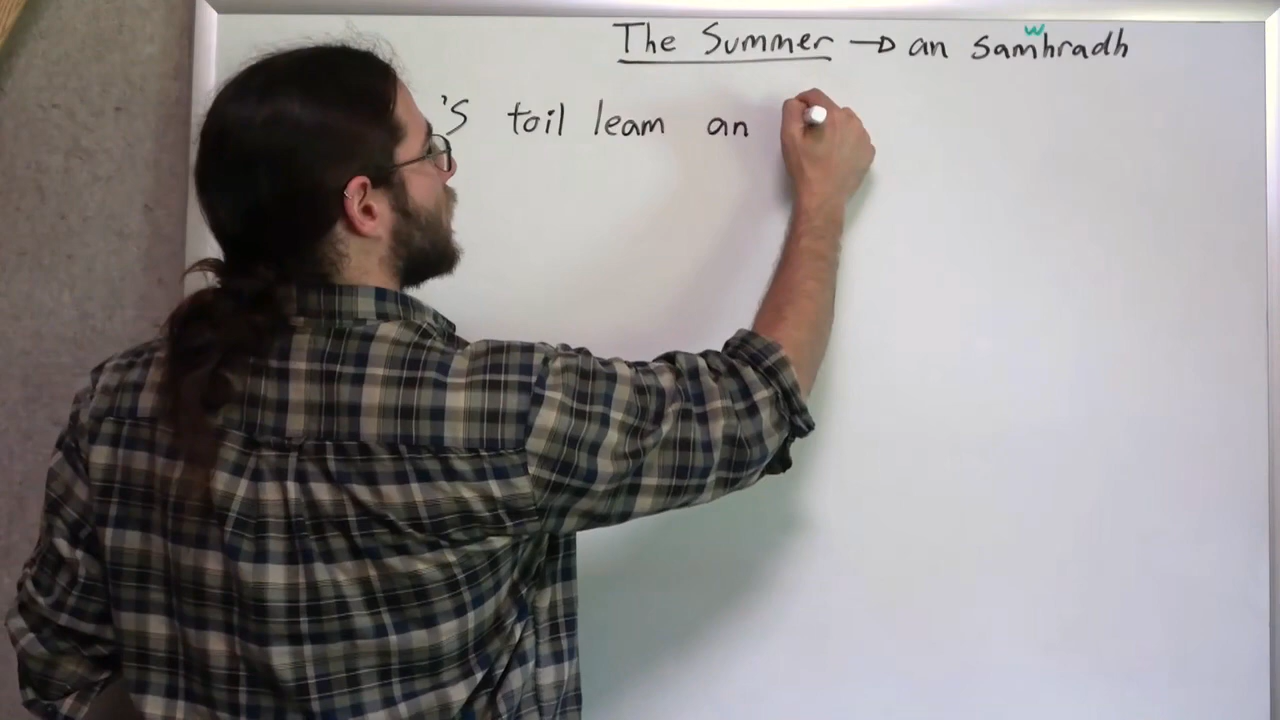 The Summer → an samhradh
w
's toil leam an